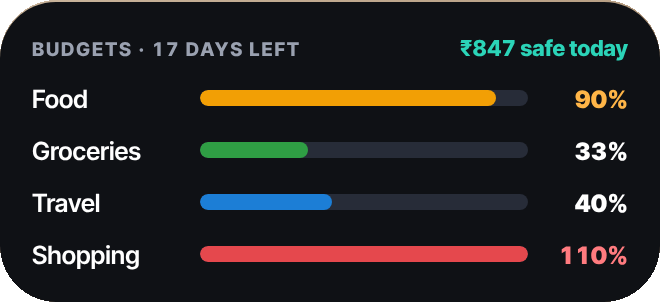 BUDGETS · 17 DAYS LEFT ₹847 safe today
Food 90%
Groceries 33%
Travel 40%
Shopping 110%